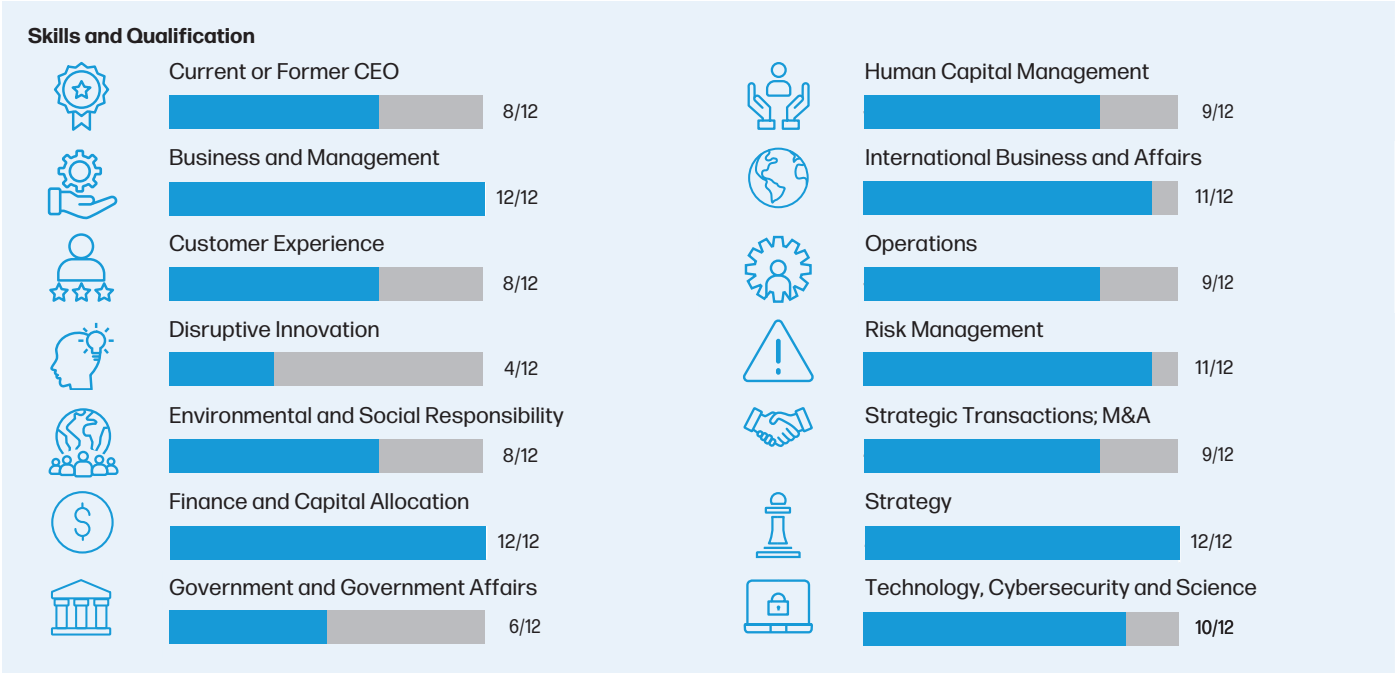 Skills and Qualification
Current or Former CEO
8/12
Business and Management
12/12
Customer Experience
8/12
Disruptive Innovation
4/12
Environmental and Social Responsibility
8/12
Finance and Capital Allocation
12/12
Government and Government Affairs
6/12
Human Capital Management
9/12
International Business and Affairs
11/12
Operations
9/12
Risk Management
11/12
Strategic Transactions; M&A
9/12
Strategy
12/12
Technology, Cybersecurity and Science
10/12